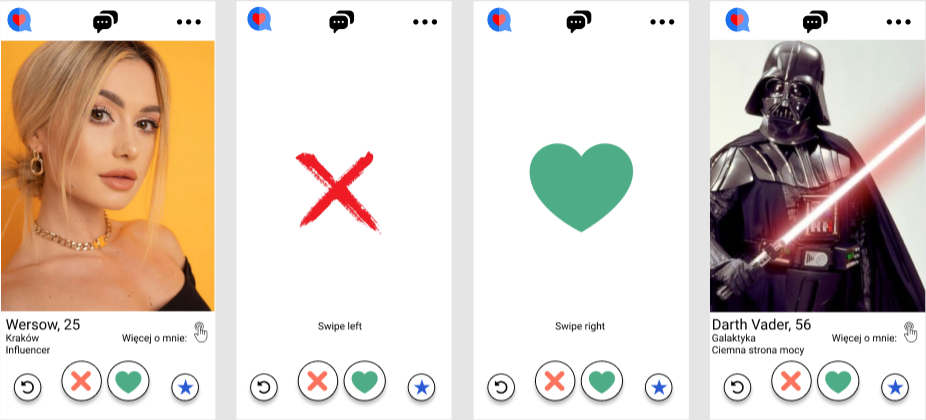 Wersow, 25
Kraków
Influencer
Więcej o mnie:
Swipe left
Swipe right
Darth Vader, 56
Galaktyka
Ciemna strona mocy
Więcej o mnie: